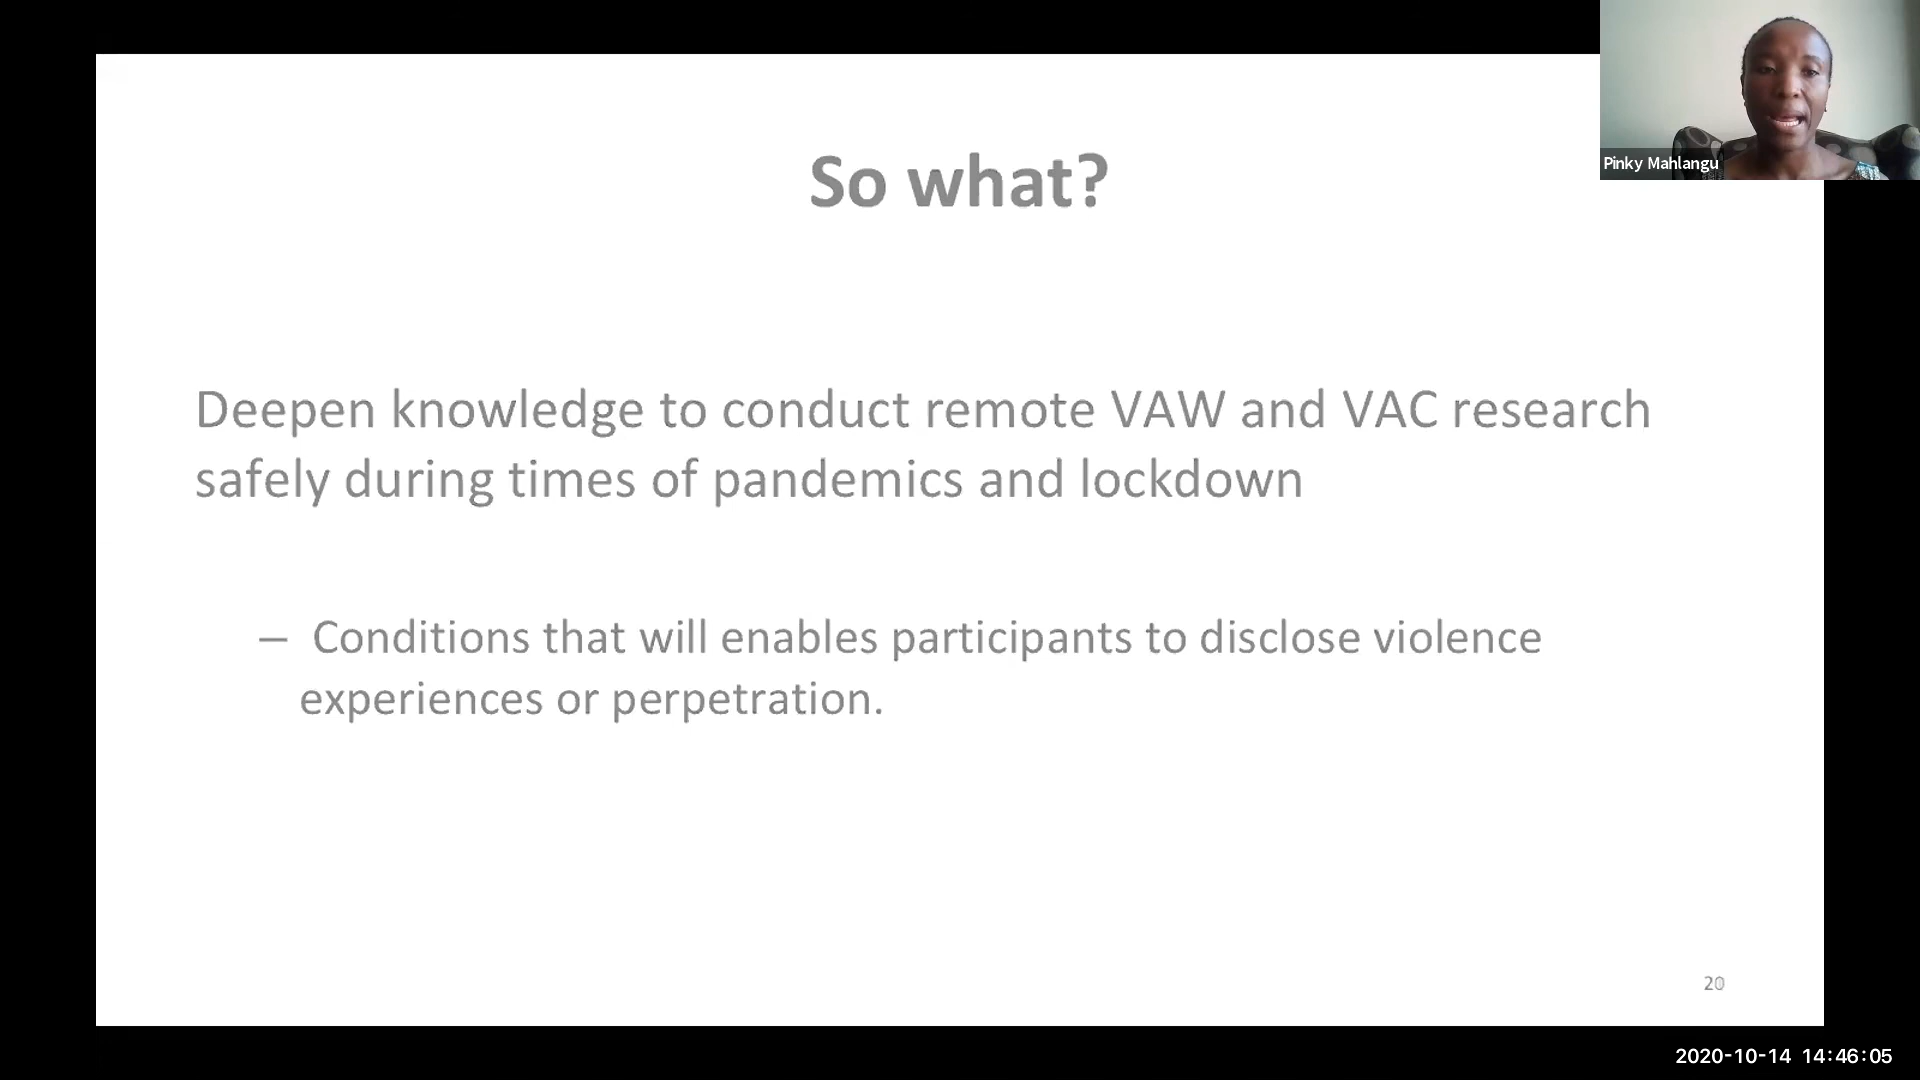 Pinky Mahlangu
So what?
Deepen knowledge to conduct remote VAW and VAC research
safely during times of pandemics and lockdown
– Conditions that will enables participants to disclose violence
experiences or perpetration.
20
2020-10-14 14:46:05